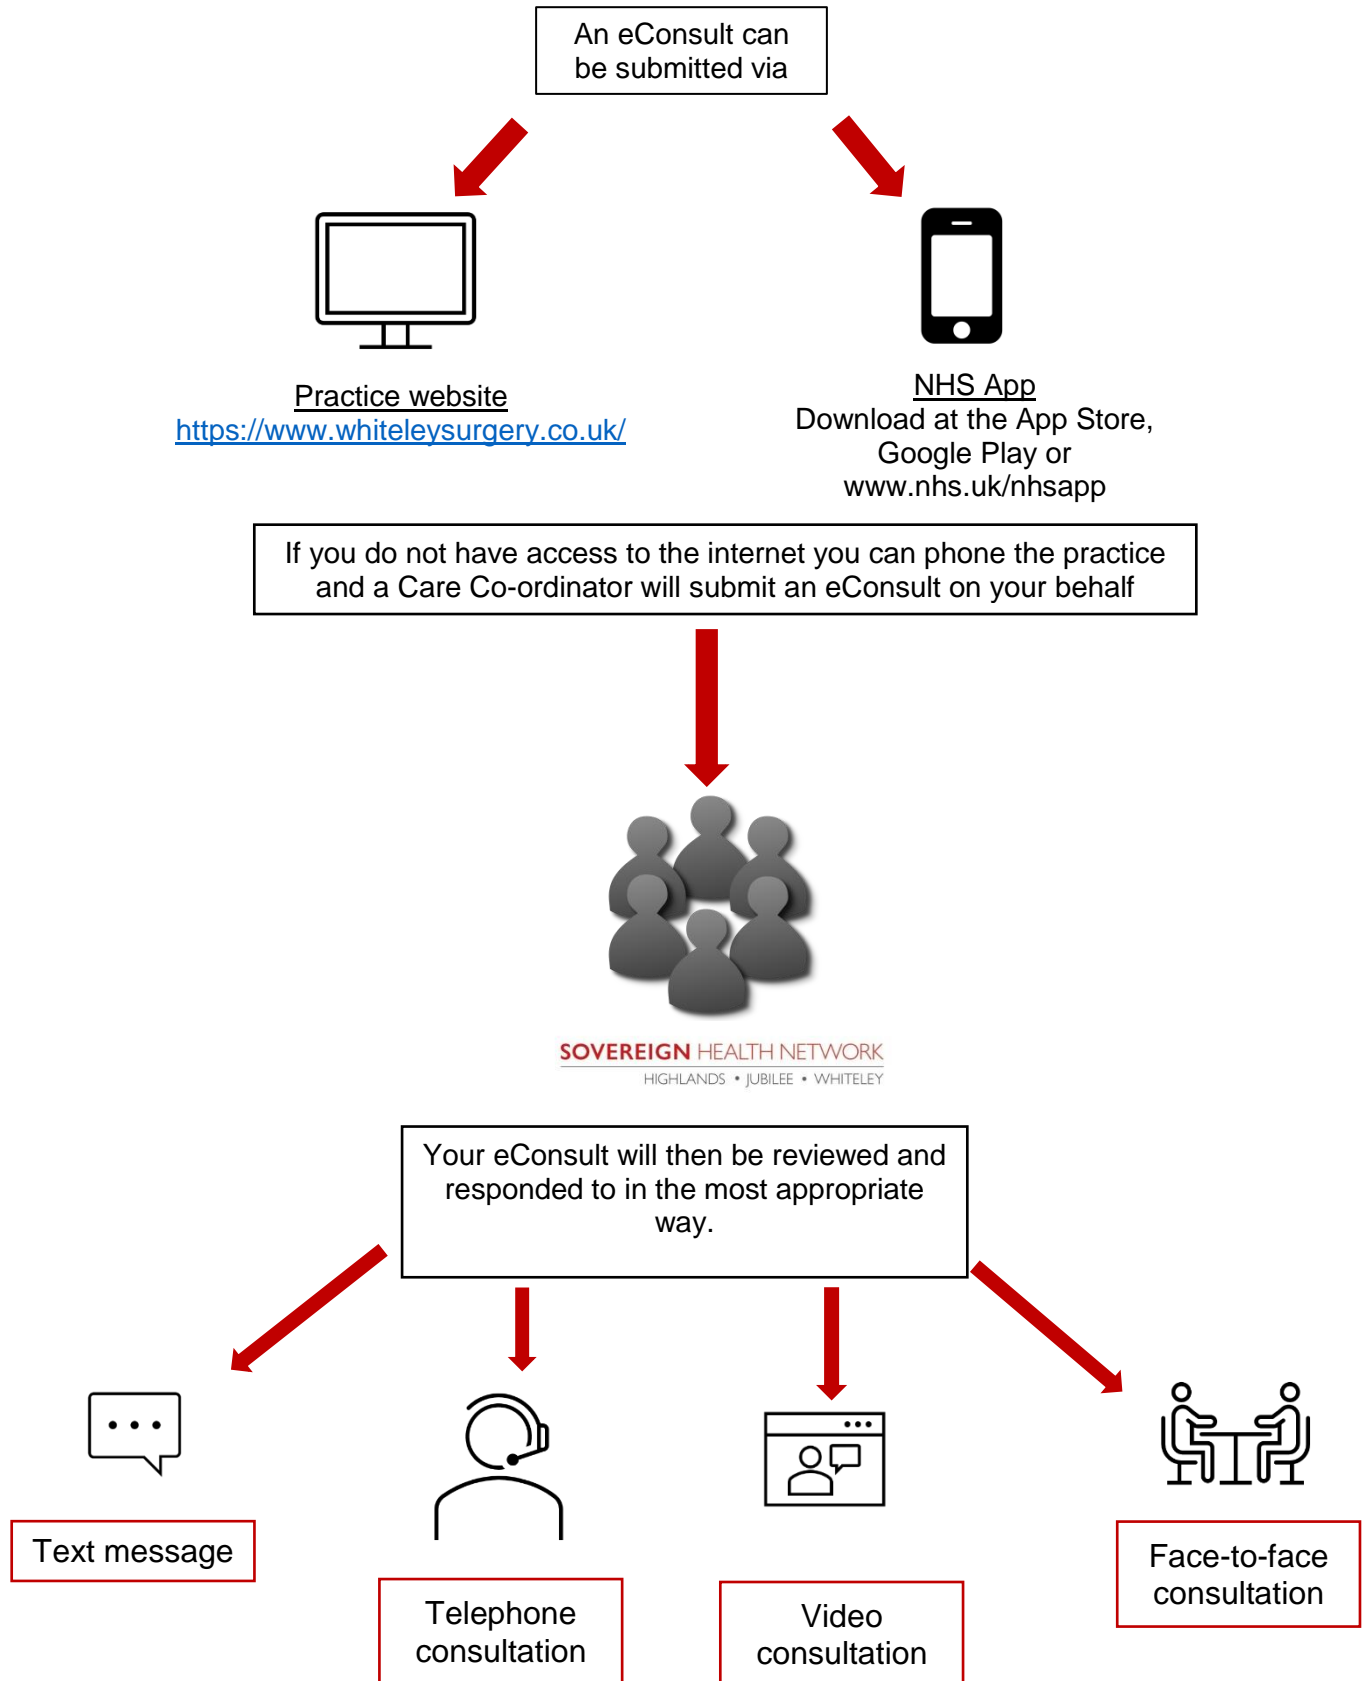 An eConsult can
be submitted via
Practice website
https://www.whiteleysurgery.co.uk/
NHS App
Download at the App Store,
Google Play or
www.nhs.uk/nhsapp
If you do not have access to the internet you can phone the practice
and a Care Co-ordinator will submit an eConsult on your behalf
SOVEREIGN HEALTH NETWORK
HIGHLANDS • JUBILEE • WHITELEY
Your eConsult will then be reviewed and
responded to in the most appropriate
way.
Text message
Telephone
consultation
Video
consultation
Face-to-face
consultation